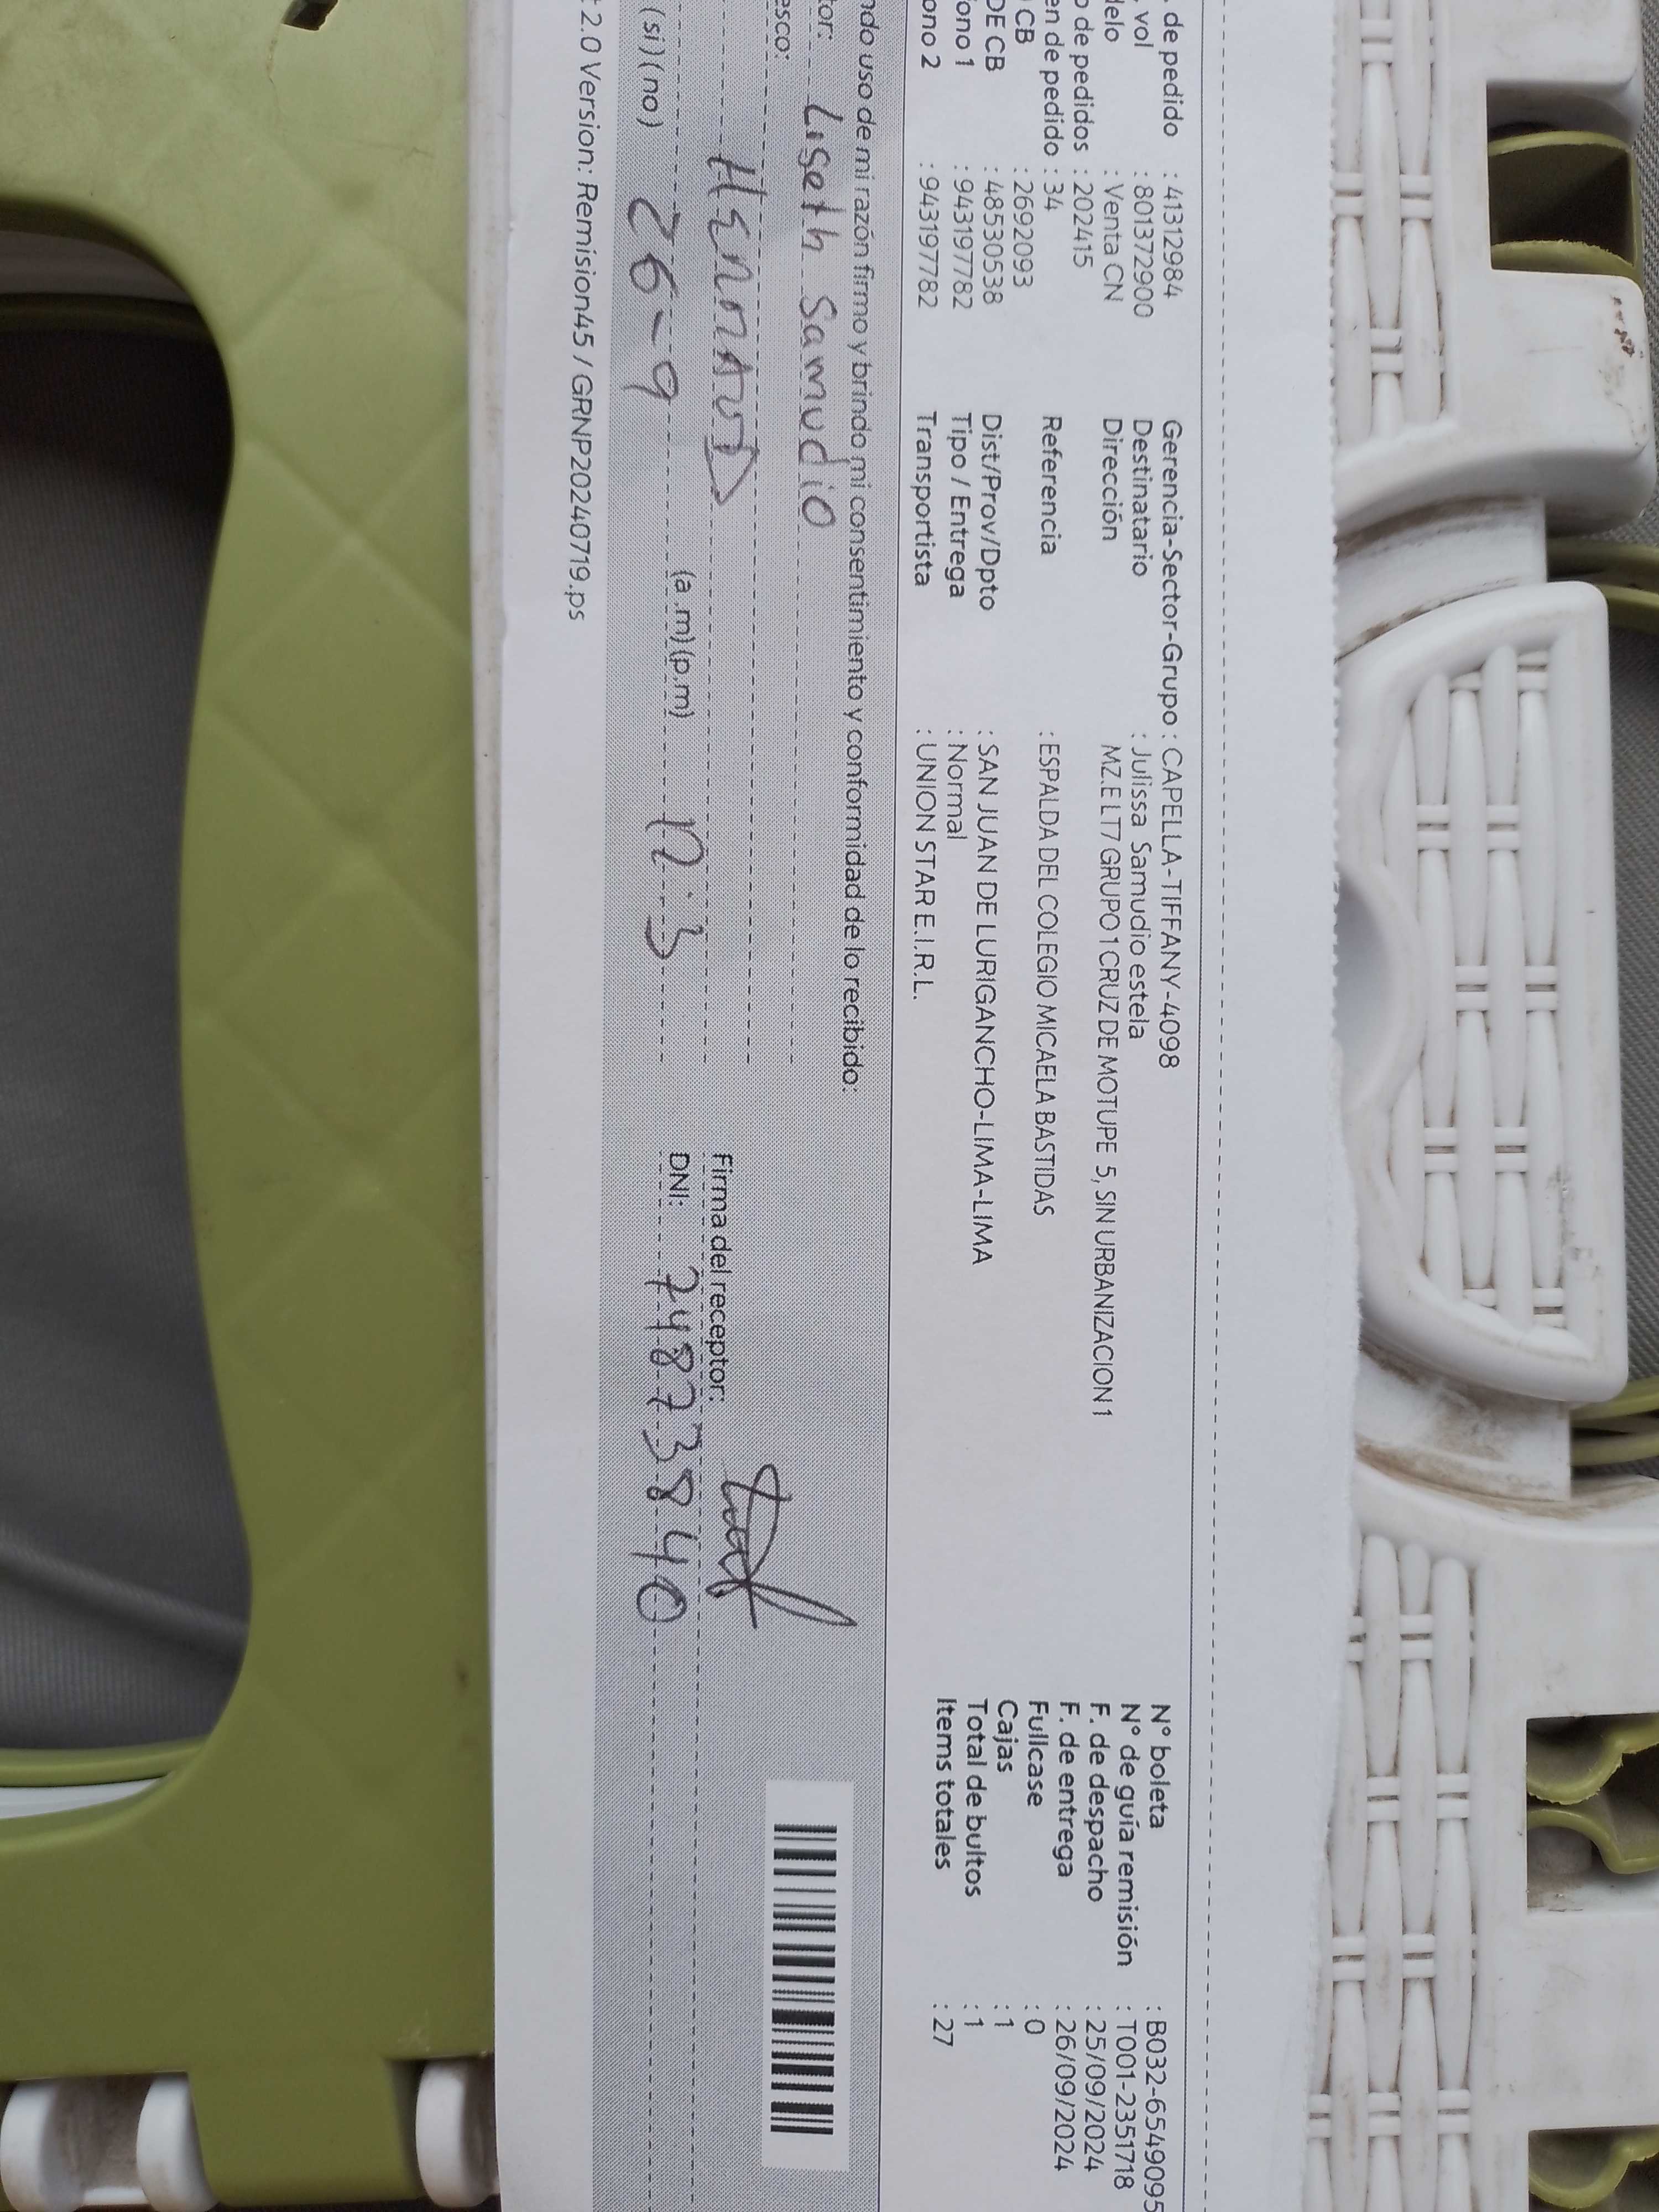 . de pedido : 41312984 Gerencia-Sector-Grupo : CAPELLA-TIFFANY-4098 N° boleta : B032-6549095
. vol : 801372900 Destinatario : Julissa Samudio estela N° de guía remisión : T001-2351718
delo : Venta CN Dirección MZ.E LT7 GRUPO1 CRUZ DE MOTUPE 5, SIN URBANIZACION 1 F. de despacho : 25/09/2024
o de pedidos : 202415 F. de entrega : 26/09/2024
en de pedido : 34 Referencia : ESPALDA DEL COLEGIO MICAELA BASTIDAS Fullcase : 0
CB : 2692093 Cajas : 1
DE CB : 48530538 Dist/Prov/Dpto : SAN JUAN DE LURIGANCHO-LIMA-LIMA Total de bultos : 1
fono 1 : 943197782 Tipo / Entrega : Normal Items totales : 27
ono 2 : 943197782 Transportista : UNION STAR E.I.R.L.
ndo uso de mi razón firmo y brindo mi consentimiento y conformidad de lo recibido:
tor: Liseth Samudio
esco:
Firma del receptor:
(si)(no) 26-9 (a.m)(p.m) DNI: 74873840
2.0 Version: Remision45 / GRNP20240719.ps